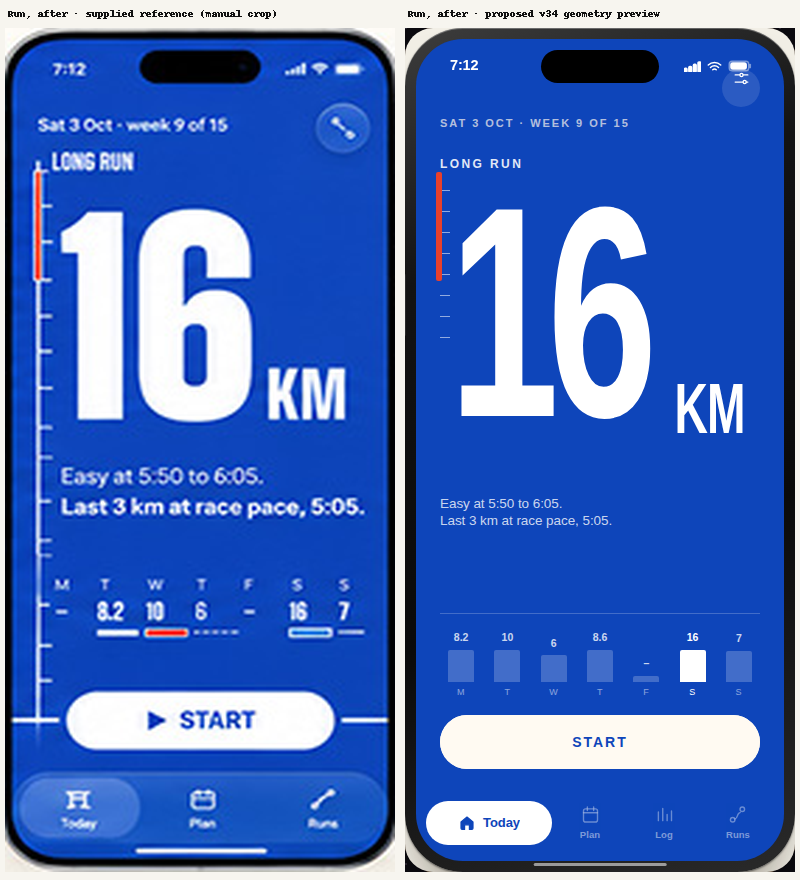 Run, after · supplied reference (manual crop)
7:12
Sat 3 Oct · week 9 of 15
LONG RUN
16 KM
Easy at 5:50 to 6:05.
Last 3 km at race pace, 5:05.
M T W T F S S
– 8.2 10 6 – 16 7
START
Today Plan Runs
Run, after · proposed v34 geometry preview
7:12
SAT 3 OCT · WEEK 9 OF 15
LONG RUN
16 KM
Easy at 5:50 to 6:05.
Last 3 km at race pace, 5:05.
8.2 10 6 8.6 – 16 7
M T W T F S S
START
Today Plan Log Runs